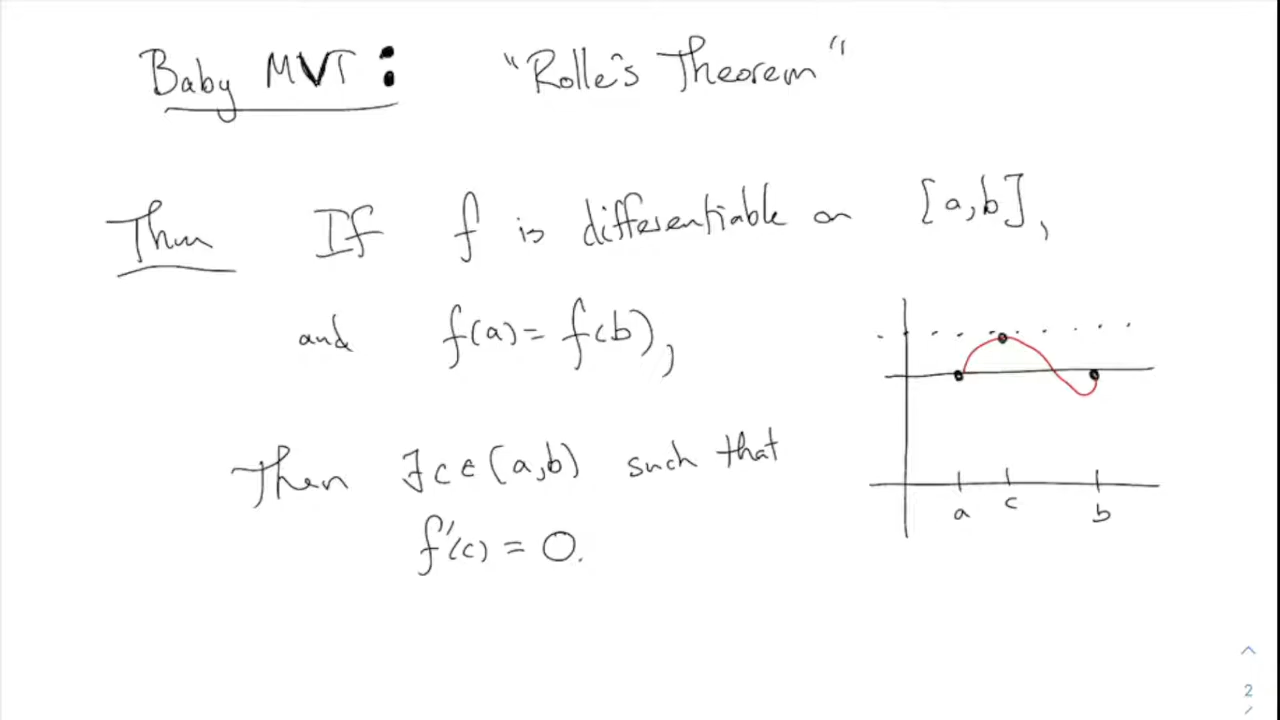 Baby MVT: "Rolle's Theorem"
Thm If f is differentiable on [a,b],
and f(a) = f(b),
Then ∃ c ∈ (a,b) such that
f'(c) = 0.
a c b
2